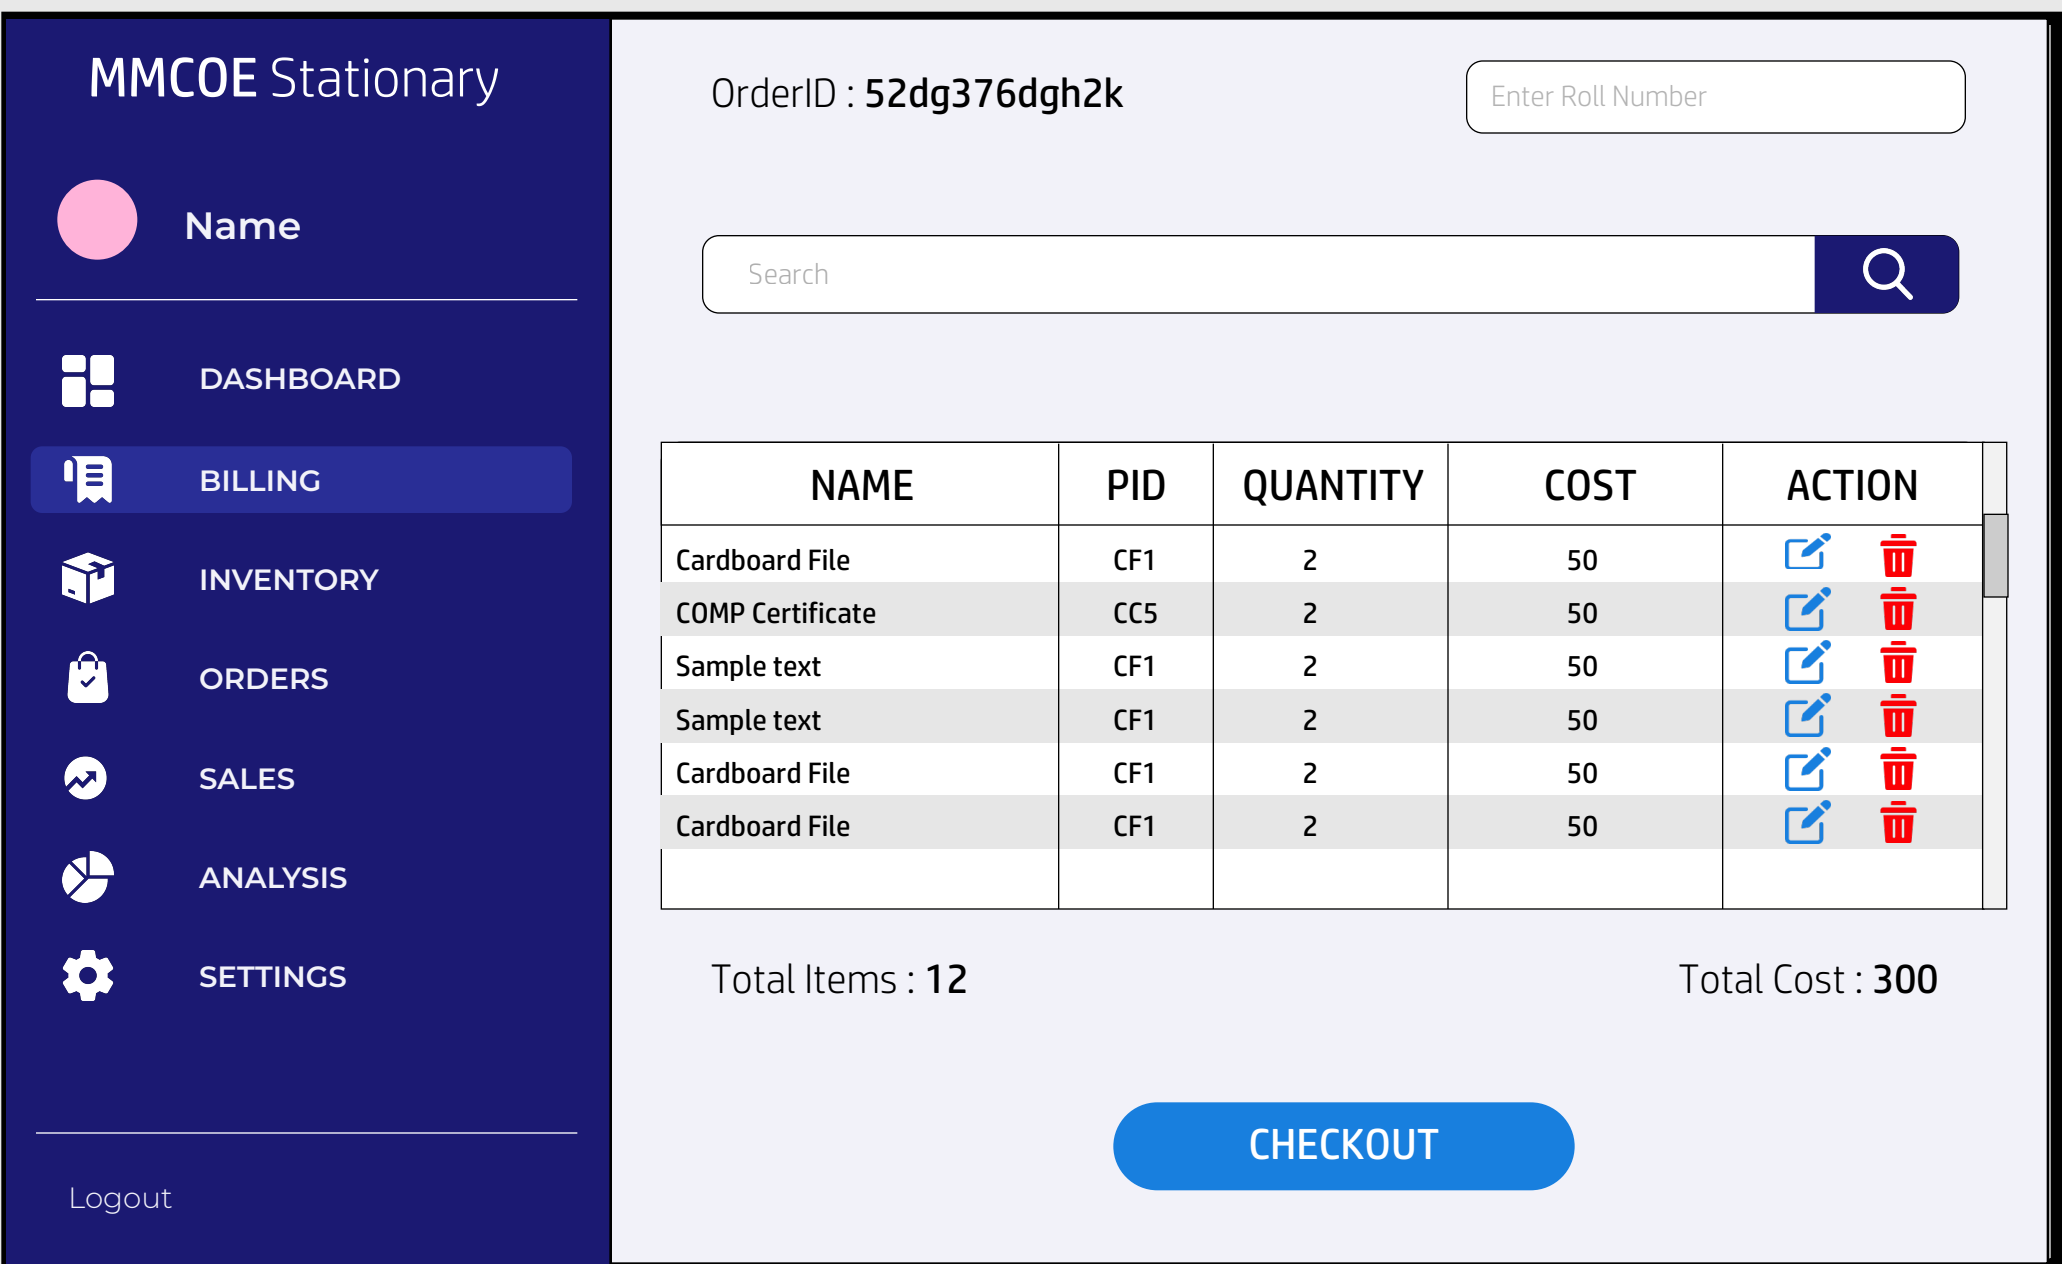 MMCOE Stationary
Name
DASHBOARD
BILLING
INVENTORY
ORDERS
SALES
ANALYSIS
SETTINGS
Logout
OrderID : 52dg376dgh2k
Enter Roll Number
Search
NAME PID QUANTITY COST ACTION
Cardboard File CF1 2 50
COMP Certificate CC5 2 50
Sample text CF1 2 50
Sample text CF1 2 50
Cardboard File CF1 2 50
Cardboard File CF1 2 50
Total Items : 12 Total Cost : 300
CHECKOUT